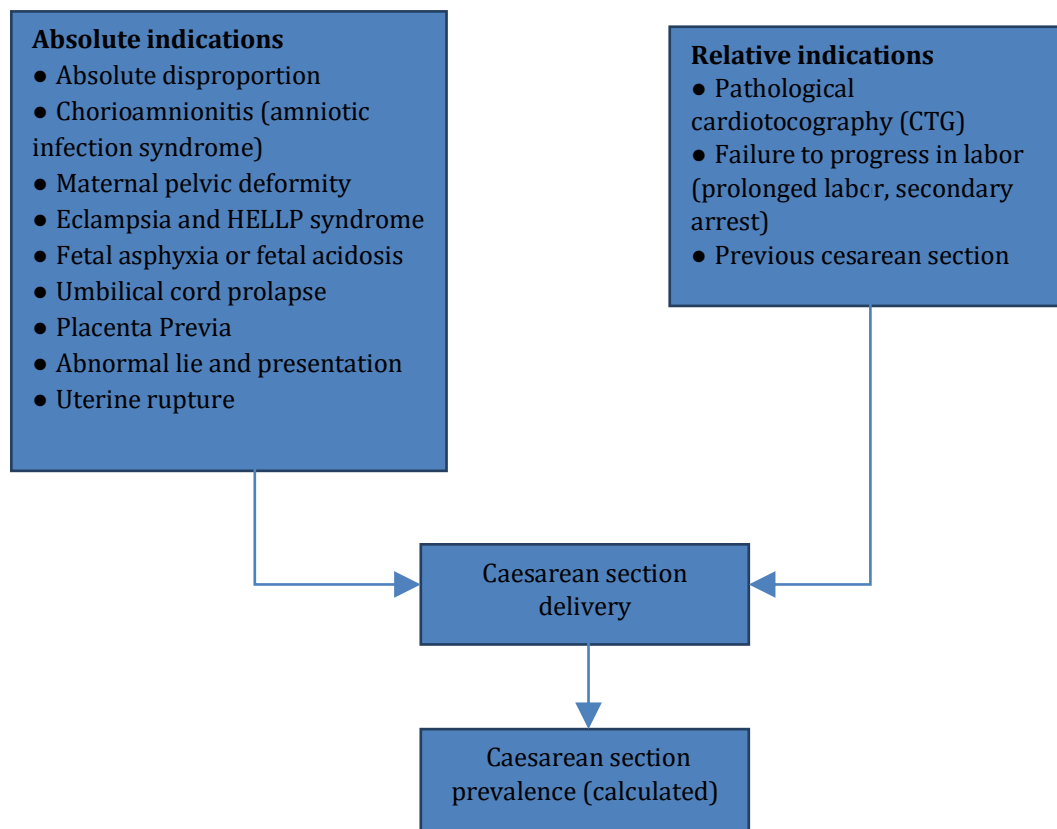 Absolute indications
● Absolute disproportion
● Chorioamnionitis (amniotic
infection syndrome)
● Maternal pelvic deformity
● Eclampsia and HELLP syndrome
● Fetal asphyxia or fetal acidosis
● Umbilical cord prolapse
● Placenta Previa
● Abnormal lie and presentation
● Uterine rupture
Relative indications
● Pathological
cardiotocography (CTG)
● Failure to progress in labor
(prolonged labor, secondary
arrest)
● Previous cesarean section
Caesarean section
delivery
Caesarean section
prevalence (calculated)